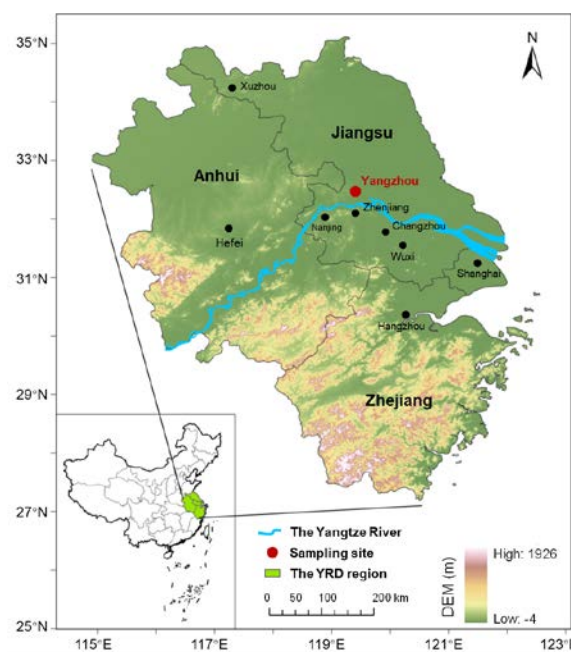 35°N
33°N
31°N
29°N
27°N
25°N
115°E
117°E
119°E
121°E
N
Xuzhou
Jiangsu
Anhui
Yangzhou
Zhenjiang
Nanjing
Changzhou
Hefei
Wuxi
Shanghai
Hangzhou
Zhejiang
The Yangtze River
Sampling site
The YRD region
0 50 100 200 km
DEM (m)
High: 1926
Low: -4